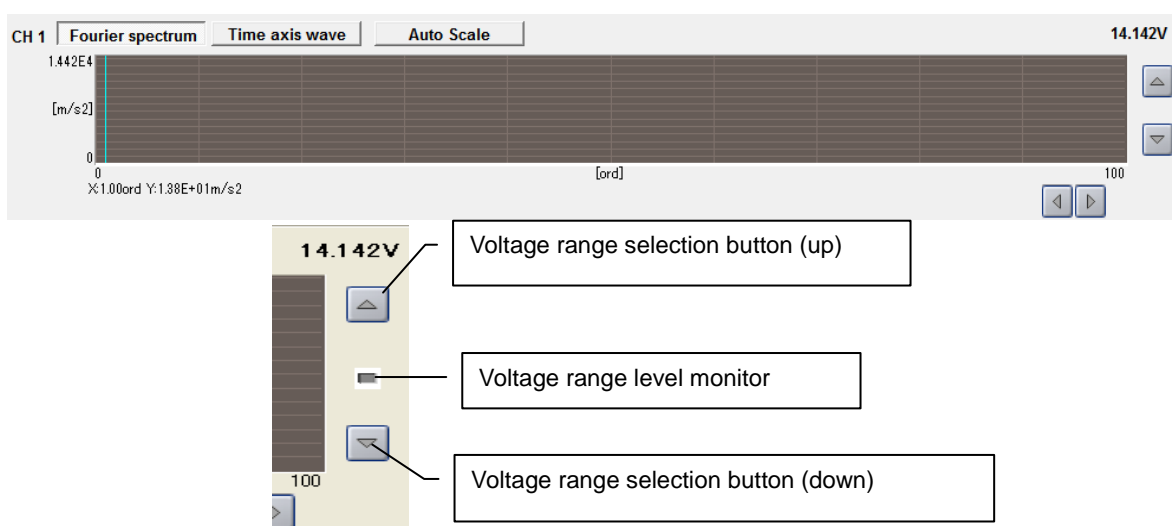 CH 1 Fourier spectrum Time axis wave Auto Scale 14.142V
1.442E4
[m/s2]
0
0 [ord] 100
X:1.00ord Y:1.38E+01m/s2
14.142V
Voltage range selection button (up)
Voltage range level monitor
100
Voltage range selection button (down)